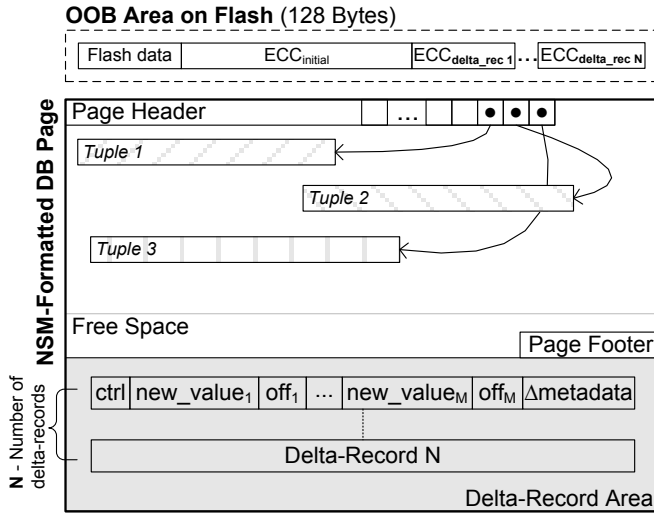 OOB Area on Flash (128 Bytes)
Flash data ECCinitial ECCdelta_rec 1 ... ECCdelta_rec N
NSM-Formatted DB Page
Page Header ...
Tuple 1
Tuple 2
Tuple 3
Free Space
Page Footer
N - Number of
delta-records
ctrl new_value1 off1 ... new_valueM offM Δmetadata
Delta-Record N
Delta-Record Area